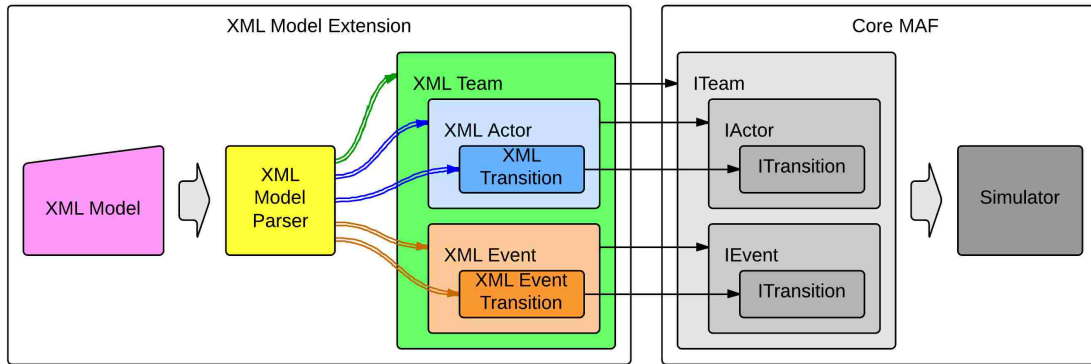 XML Model Extension
Core MAF
XML Model
XML
Model
Parser
XML Team
XML Actor
XML
Transition
XML Event
XML Event
Transition
ITeam
IActor
ITransition
IEvent
ITransition
Simulator